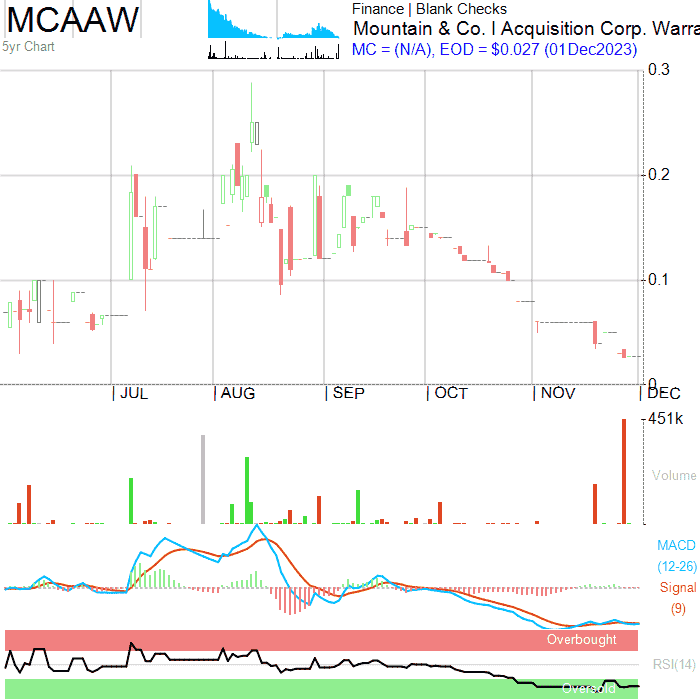 MCAAW
5yr Chart
Finance | Blank Checks
Mountain & Co. I Acquisition Corp. Warra
MC = (N/A), EOD = $0.027 (01Dec2023)
0.3
0.2
0.1
0
JUL AUG SEP OCT NOV DEC
451k
Volume
MACD
(12-26)
Signal
(9)
Overbought
RSI(14)
Oversold